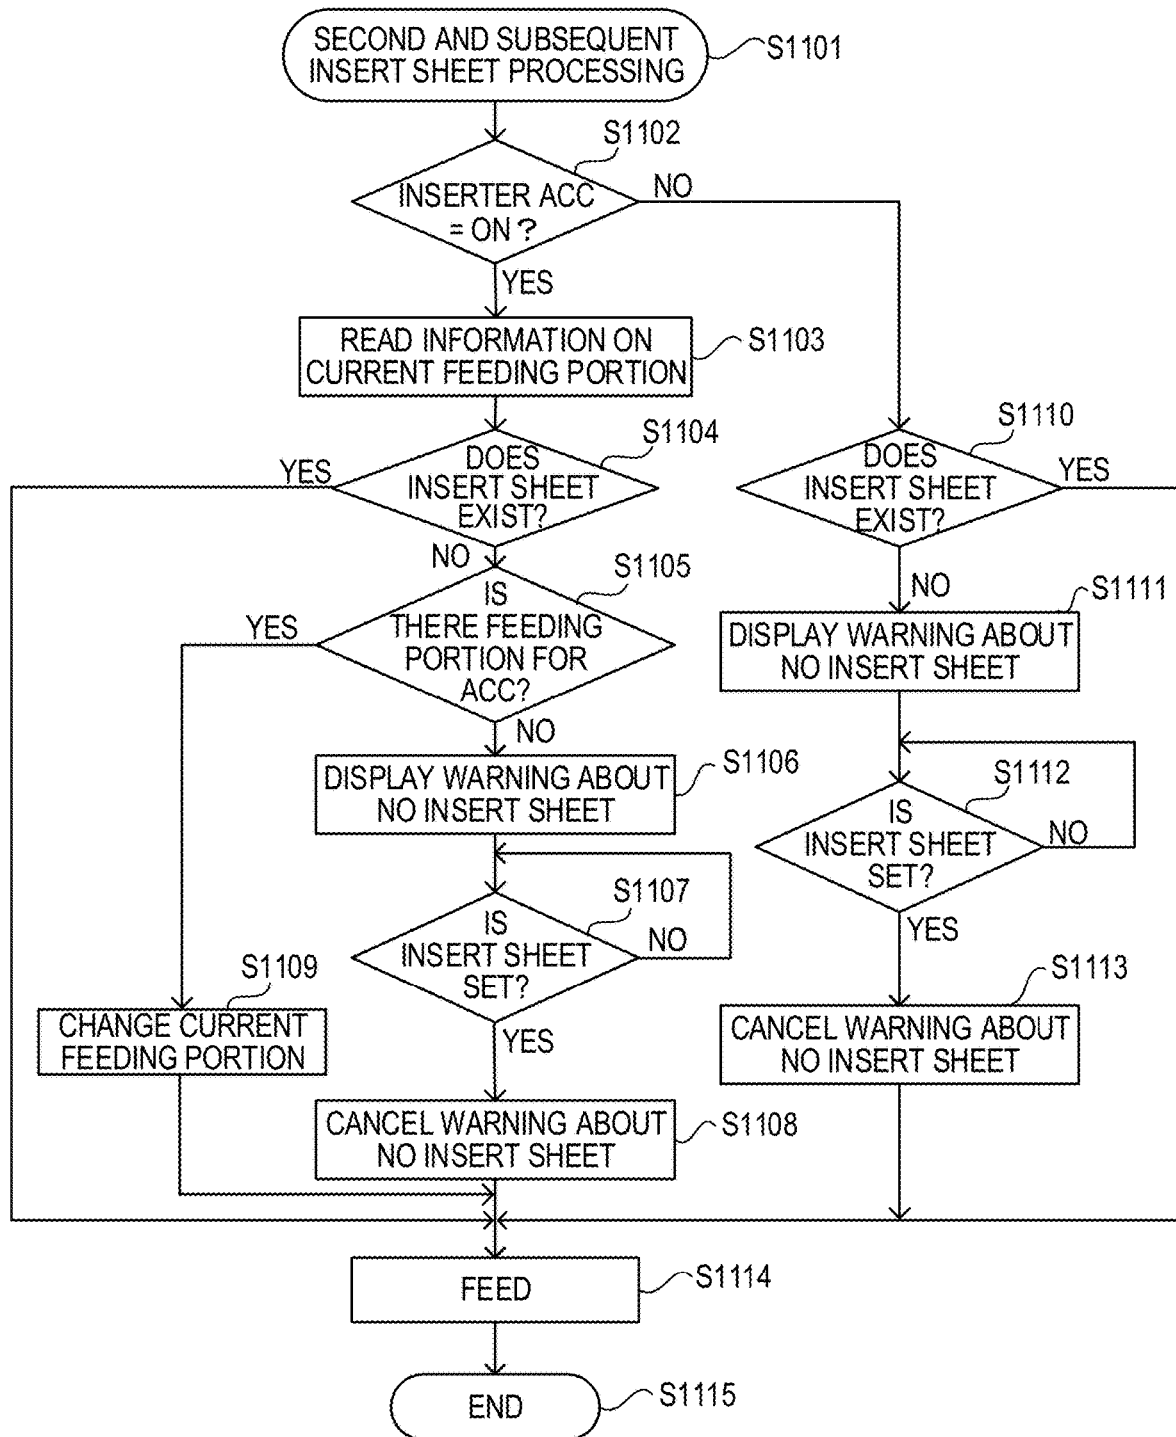 SECOND AND SUBSEQUENT
INSERT SHEET PROCESSING
S1101
S1102
INSERTER ACC
= ON ?
NO
YES
READ INFORMATION ON
CURRENT FEEDING PORTION
S1103
S1104
DOES
INSERT SHEET
EXIST?
YES
NO
S1110
DOES
INSERT SHEET
EXIST?
YES
NO
S1105
IS
THERE FEEDING
PORTION FOR
ACC?
YES
NO
S1111
DISPLAY WARNING ABOUT
NO INSERT SHEET
DISPLAY WARNING ABOUT
NO INSERT SHEET
S1106
S1112
IS
INSERT SHEET
SET?
NO
YES
S1107
IS
INSERT SHEET
SET?
NO
YES
S1109
CHANGE CURRENT
FEEDING PORTION
S1113
CANCEL WARNING ABOUT
NO INSERT SHEET
CANCEL WARNING ABOUT
NO INSERT SHEET
S1108
FEED
S1114
END
S1115